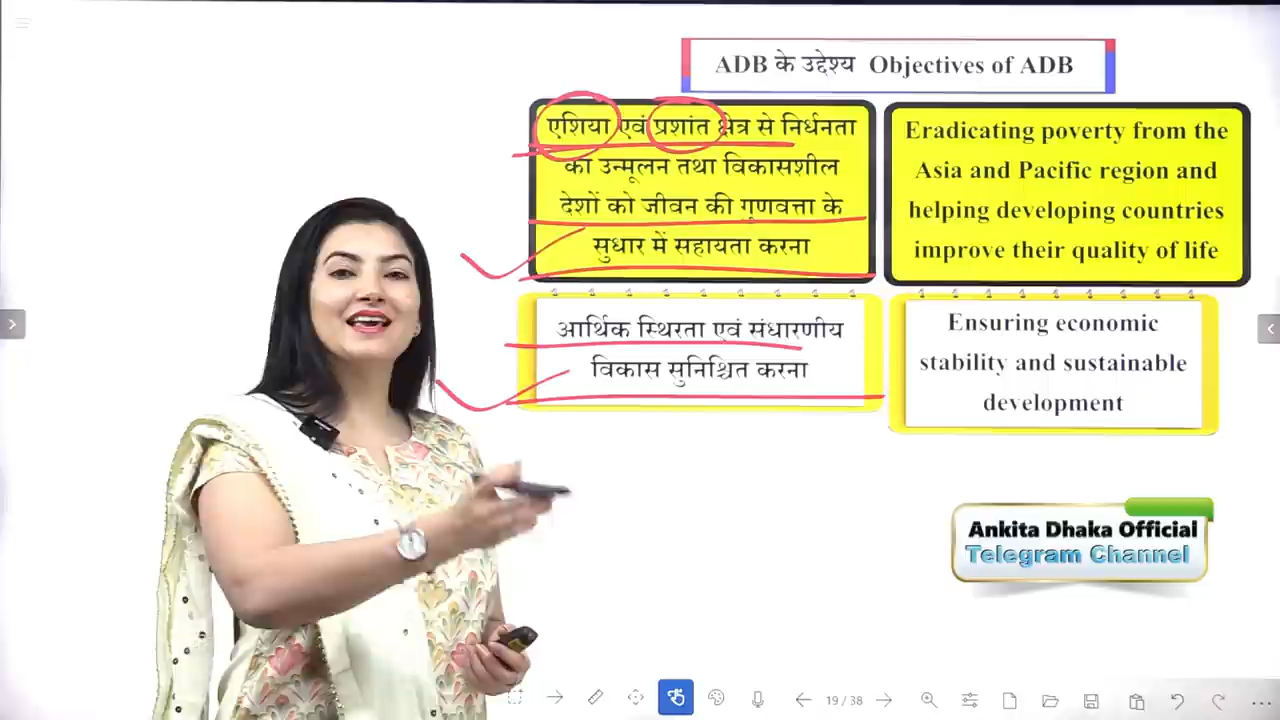 ADB के उद्देश्य Objectives of ADB
एशिया एवं प्रशांत क्षेत्र से निर्धनता
का उन्मूलन तथा विकासशील
देशों को जीवन की गुणवत्ता के
सुधार में सहायता करना
Eradicating poverty from the
Asia and Pacific region and
helping developing countries
improve their quality of life
आर्थिक स्थिरता एवं संधारणीय
विकास सुनिश्चित करना
Ensuring economic
stability and sustainable
development
Ankita Dhaka Official
Telegram Channel
19 / 38